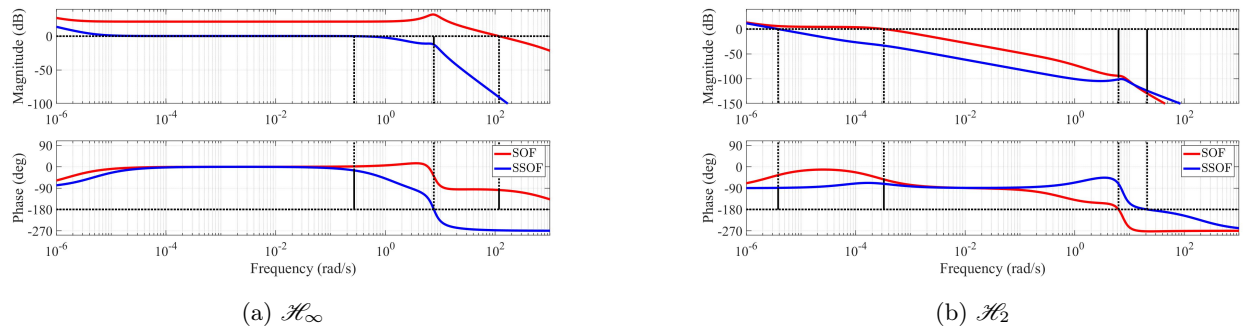 Magnitude (dB)
0
-50
-100
10^-6 10^-4 10^-2 10^0 10^2
Phase (deg)
90
0
-90
-180
-270
SOF
SSOF
10^-6 10^-4 10^-2 10^0 10^2
Frequency (rad/s)
(a) ℋ∞
Magnitude (dB)
0
-50
-100
-150
10^-6 10^-4 10^-2 10^0 10^2
Phase (deg)
90
0
-90
-180
-270
SOF
SSOF
10^-6 10^-4 10^-2 10^0 10^2
Frequency (rad/s)
(b) ℋ2